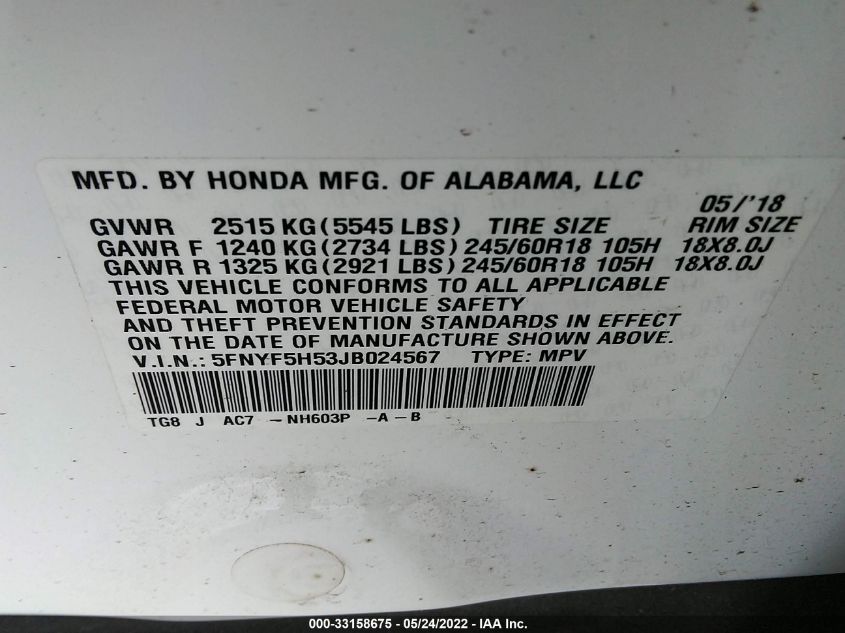 MFD. BY HONDA MFG. OF ALABAMA, LLC
05/'18
GVWR 2515 KG (5545 LBS) TIRE SIZE RIM SIZE
GAWR F 1240 KG (2734 LBS) 245/60R18 105H 18X8.0J
GAWR R 1325 KG (2921 LBS) 245/60R18 105H 18X8.0J
THIS VEHICLE CONFORMS TO ALL APPLICABLE
FEDERAL MOTOR VEHICLE SAFETY
AND THEFT PREVENTION STANDARDS IN EFFECT
ON THE DATE OF MANUFACTURE SHOWN ABOVE.
V.I.N.: 5FNYF5H53JB024567 TYPE: MPV
TG8 J AC7 - NH603P -A-B
000-33158675 - 05/24/2022 - IAA Inc.